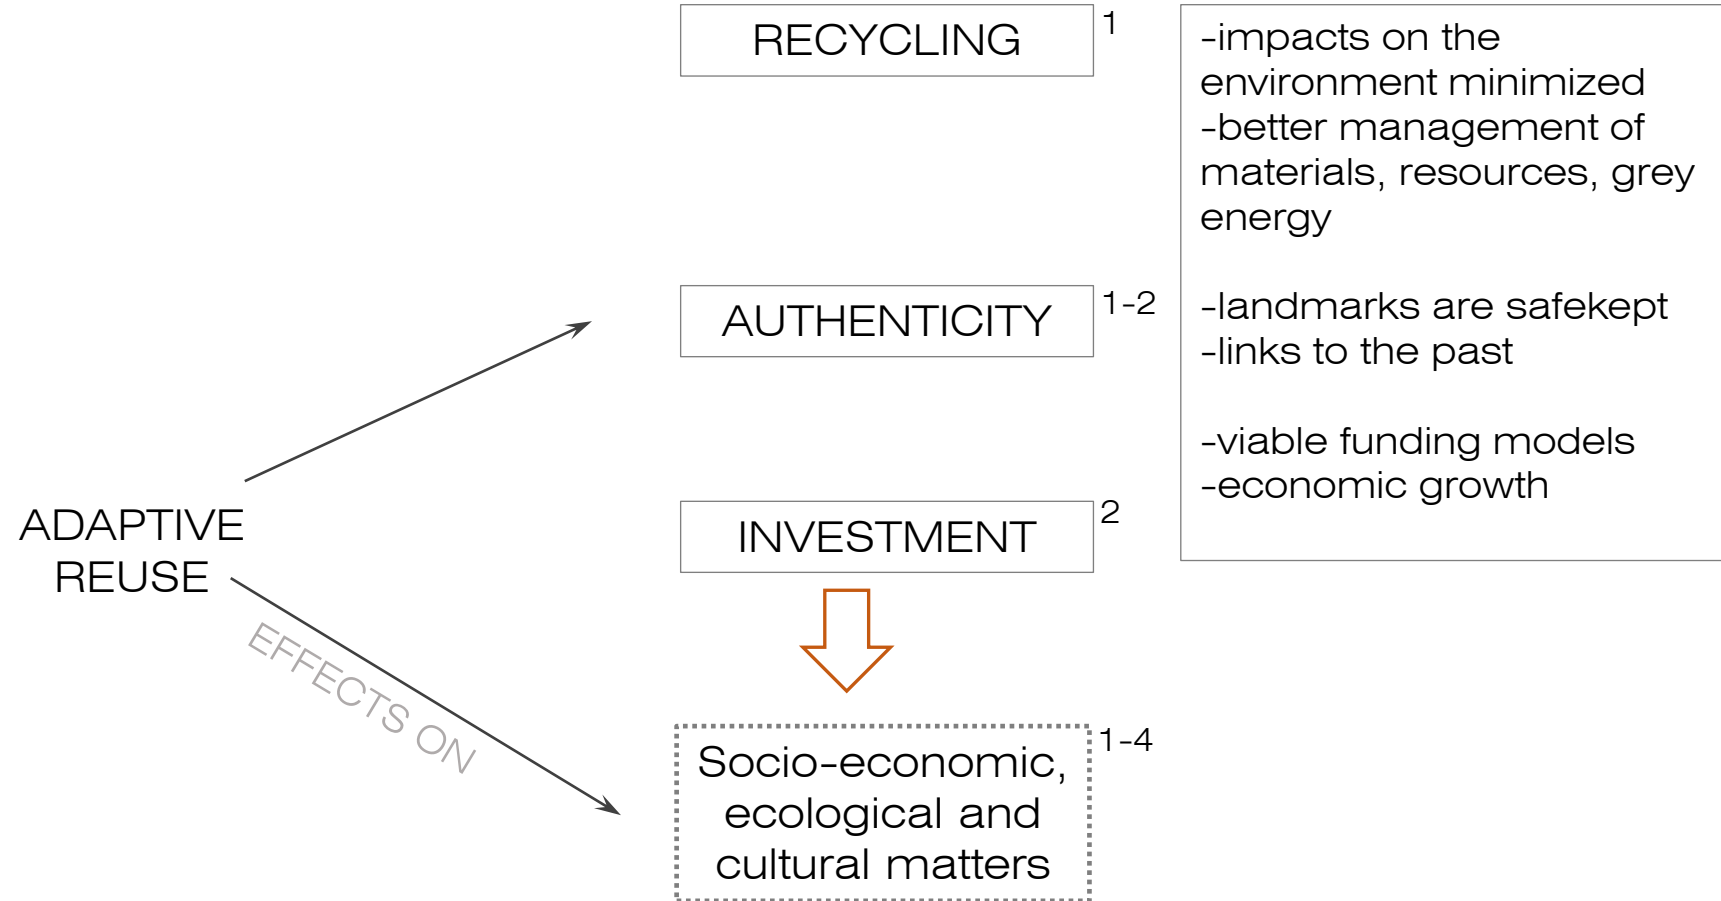 RECYCLING
1
-impacts on the
environment minimized
-better management of
materials, resources, grey
energy
AUTHENTICITY
1-2
-landmarks are safekept
-links to the past
-viable funding models
-economic growth
INVESTMENT
2
ADAPTIVE
REUSE
EFFECTS ON
Socio-economic,
ecological and
cultural matters
1-4